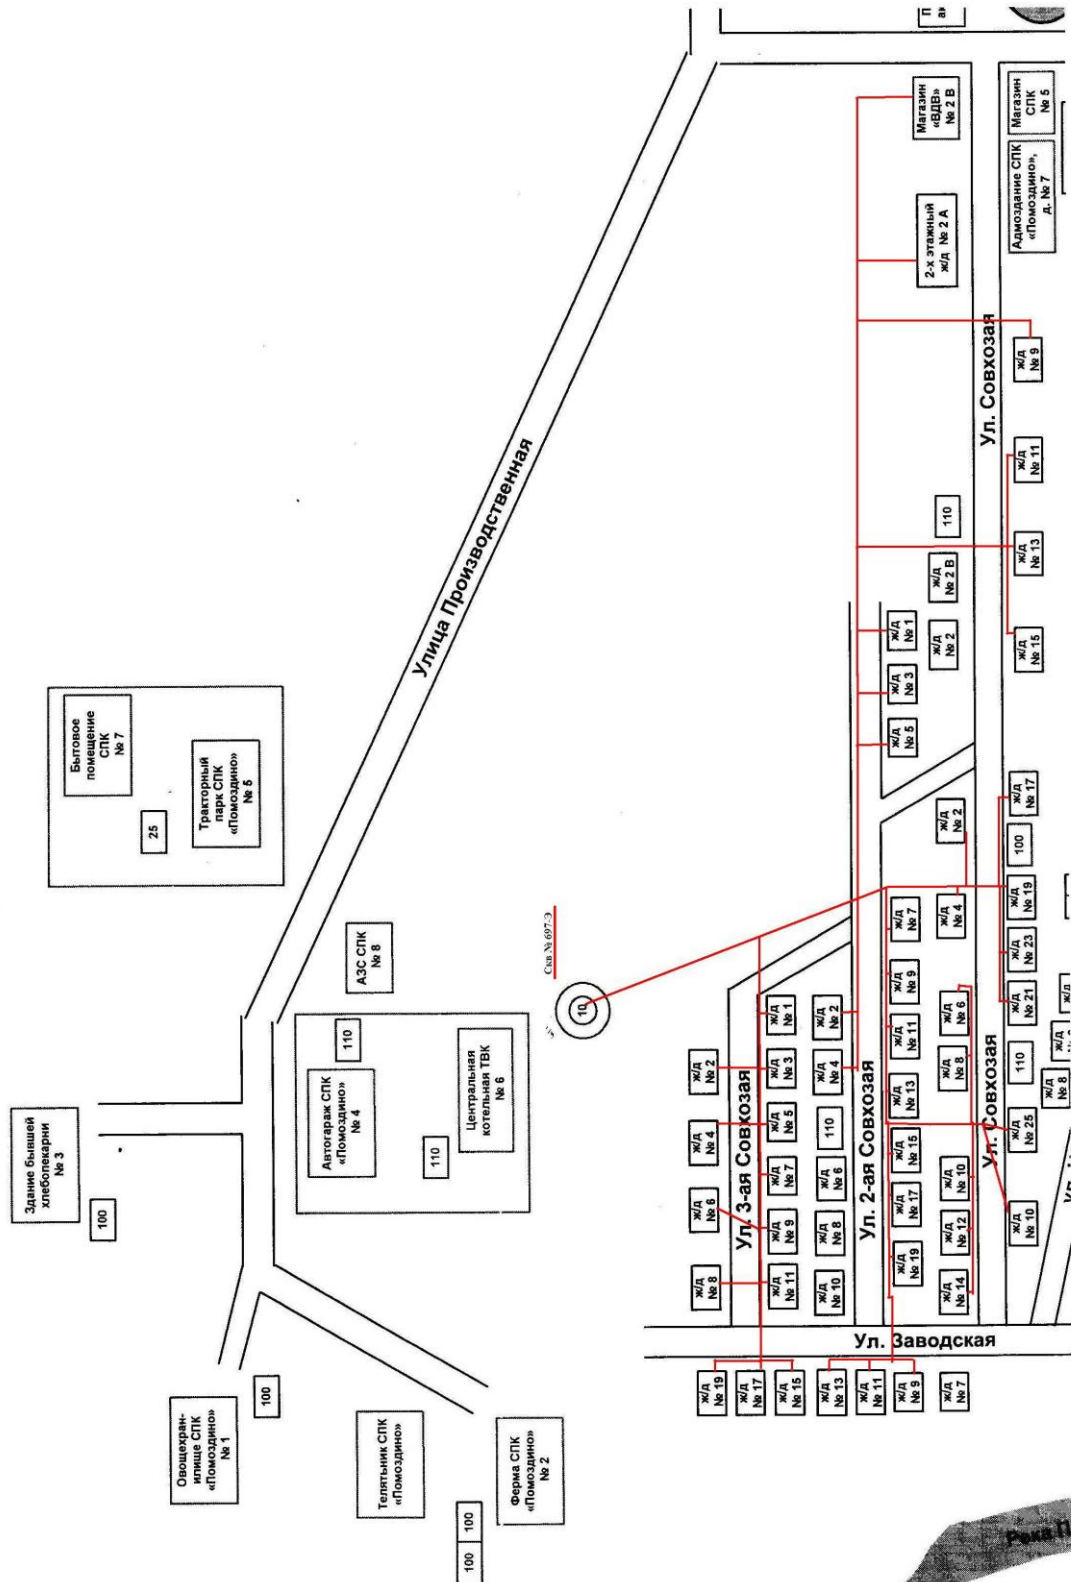 Здание бывшей
хлебопекарни
№ 3
100
Овощехран-
илище СПК
«Помоздино»
№ 1
100
Телятник СПК
«Помоздино»
Ферма СПК
«Помоздино»
№ 2
100
100
Бытовое
помещение
СПК
№ 7
25
Тракторный
парк СПК
«Помоздино»
№ 5
АЗС СПК
№ 8
110
Автогараж СПК
«Помоздино»
№ 4
110
Центральная
котельная ТВК
№ 6
Улица Производственная
Скв № 697-Э
10
Магазин
«ВДВ»
№ 2 В
2-х этажный
ж/д № 2 А
Магазин
СПК
№ 5
Адмоздание СПК
«Помоздино»,
д. № 7
Ул. Совхозая
ж/д
№ 9
ж/д
№ 11
ж/д
№ 13
ж/д
№ 15
110
ж/д
№ 2 В
ж/д
№ 2
ж/д
№ 1
ж/д
№ 3
ж/д
№ 5
ж/д
№ 17
100
ж/д
№ 19
ж/д
№ 23
ж/д
№ 21
110
ж/д
№ 25
ж/д
№ 10
ж/д
№ 8
ж/д
ж/д
ж/д
№ 2
ж/д
№ 4
ж/д
№ 6
ж/д
№ 8
ж/д
№ 10
ж/д
№ 12
ж/д
№ 14
Ул. Совхозая
ж/д
№ 7
ж/д
№ 9
ж/д
№ 11
ж/д
№ 13
ж/д
№ 15
ж/д
№ 17
ж/д
№ 19
Ул. 2-ая Совхозая
ж/д
№ 2
ж/д
№ 4
110
ж/д
№ 6
ж/д
№ 8
ж/д
№ 10
ж/д
№ 1
ж/д
№ 3
ж/д
№ 5
ж/д
№ 7
ж/д
№ 9
ж/д
№ 11
Ул. 3-ая Совхозая
ж/д
№ 2
ж/д
№ 4
ж/д
№ 6
ж/д
№ 8
Ул. Заводская
ж/д
№ 19
ж/д
№ 17
ж/д
№ 15
ж/д
№ 13
ж/д
№ 11
ж/д
№ 9
ж/д
№ 7
Река П